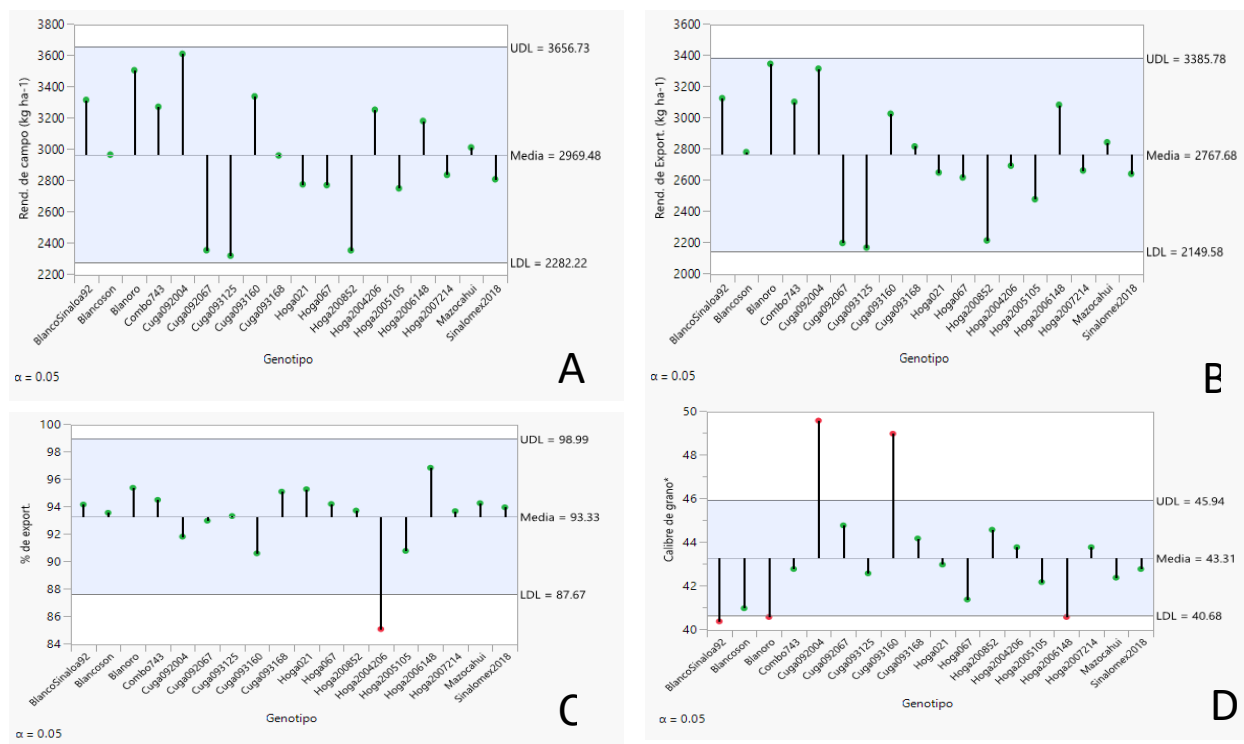 3800
3600
3400
3200
3000
2800
2600
2400
2200
Rend. de campo (kg ha-1)
UDL = 3656.73
Media = 2969.48
LDL = 2282.22
BlancoSinaloa92
Blancoson
Blanoro
Combo743
Cuga092004
Cuga092067
Cuga093125
Cuga093160
Cuga093168
Hoga021
Hoga067
Hoga200852
Hoga2004206
Hoga2005105
Hoga2006148
Hoga2007214
Mazocahui
Sinalomex2018
Genotipo
α = 0.05
A
3600
3400
3200
3000
2800
2600
2400
2200
2000
Rend. de Export. (kg ha-1)
UDL = 3385.78
Media = 2767.68
LDL = 2149.58
BlancoSinaloa92
Blancoson
Blanoro
Combo743
Cuga092004
Cuga092067
Cuga093125
Cuga093160
Cuga093168
Hoga021
Hoga067
Hoga200852
Hoga2004206
Hoga2005105
Hoga2006148
Hoga2007214
Mazocahui
Sinalomex2018
Genotipo
α = 0.05
B
100
98
96
94
92
90
88
86
84
% de export.
UDL = 98.99
Media = 93.33
LDL = 87.67
BlancoSinaloa92
Blancoson
Blanoro
Combo743
Cuga092004
Cuga092067
Cuga093125
Cuga093160
Cuga093168
Hoga021
Hoga067
Hoga200852
Hoga2004206
Hoga2005105
Hoga2006148
Hoga2007214
Mazocahui
Sinalomex2018
Genotipo
α = 0.05
C
50
48
46
44
42
40
Calibre de grano*
UDL = 45.94
Media = 43.31
LDL = 40.68
BlancoSinaloa92
Blancoson
Blanoro
Combo743
Cuga092004
Cuga092067
Cuga093125
Cuga093160
Cuga093168
Hoga021
Hoga067
Hoga200852
Hoga2004206
Hoga2005105
Hoga2006148
Hoga2007214
Mazocahui
Sinalomex2018
Genotipo
α = 0.05
D